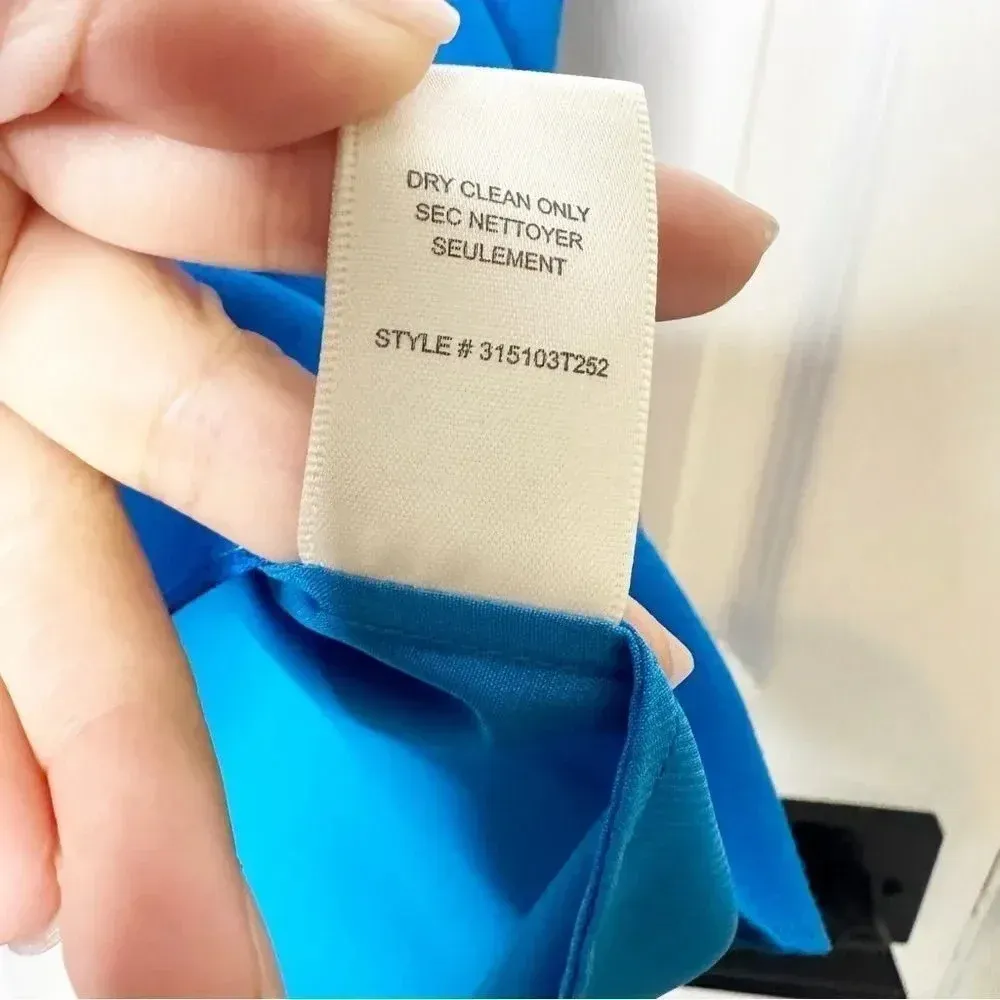 DRY CLEAN ONLY
SEC NETTOYER
SEULEMENT
STYLE # 315103T252